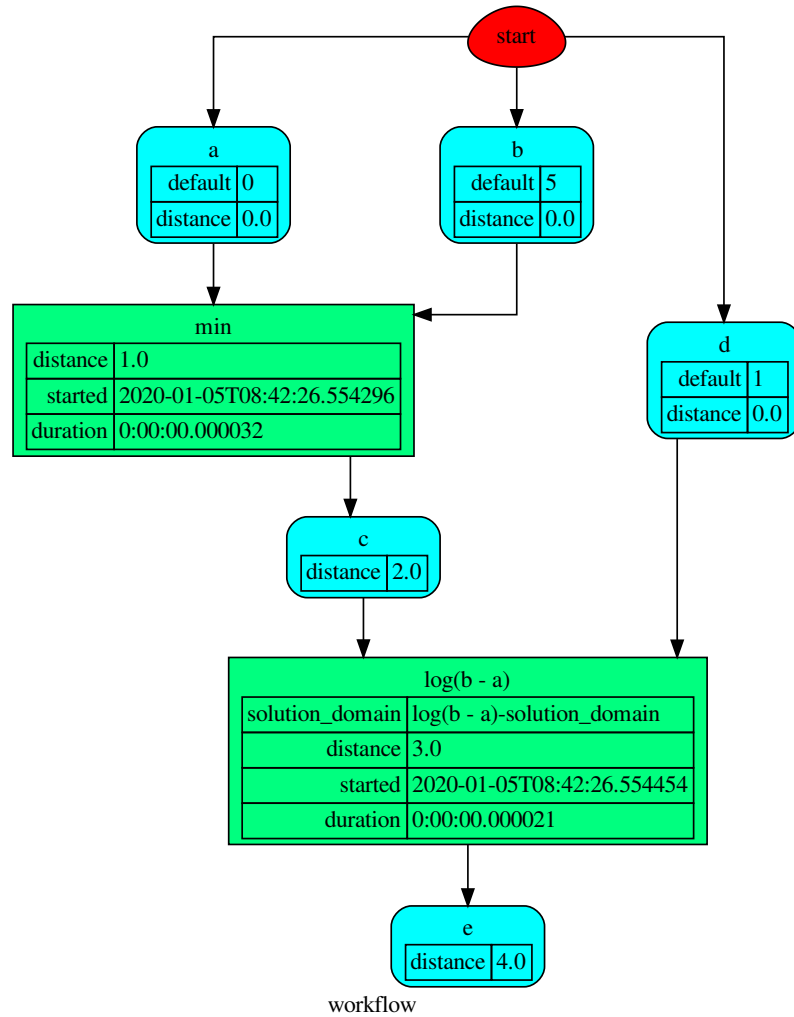 start
a
default 0
distance 0.0
b
default 5
distance 0.0
min
distance 1.0
started 2020-01-05T08:42:26.554296
duration 0:00:00.000032
d
default 1
distance 0.0
c
distance 2.0
log(b - a)
solution_domain log(b - a)-solution_domain
distance 3.0
started 2020-01-05T08:42:26.554454
duration 0:00:00.000021
e
distance 4.0
workflow